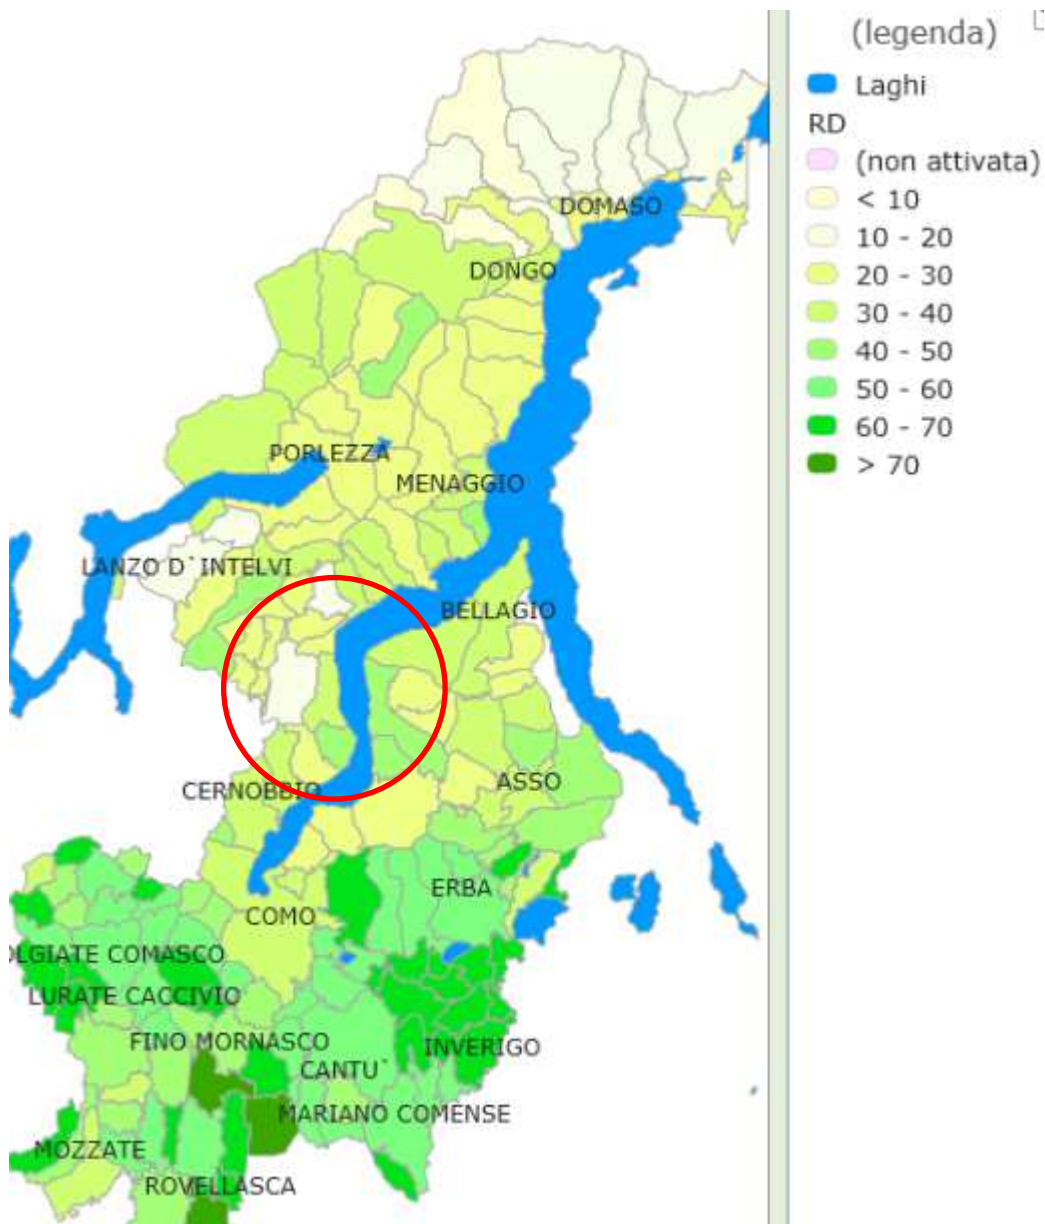 (legenda)
Laghi
RD
(non attivata)
< 10
10 - 20
20 - 30
30 - 40
40 - 50
50 - 60
60 - 70
> 70
DOMASO
DONGO
PORLEZZA
MENAGGIO
LANZO D`INTELVI
BELLAGIO
ASSO
CERNOBBIO
ERBA
COMO
OLGIATE COMASCO
LURATE CACCIVIO
FINO MORNASCO
INVERIGO
CANTU`
MARIANO COMENSE
MOZZATE
ROVELLASCA